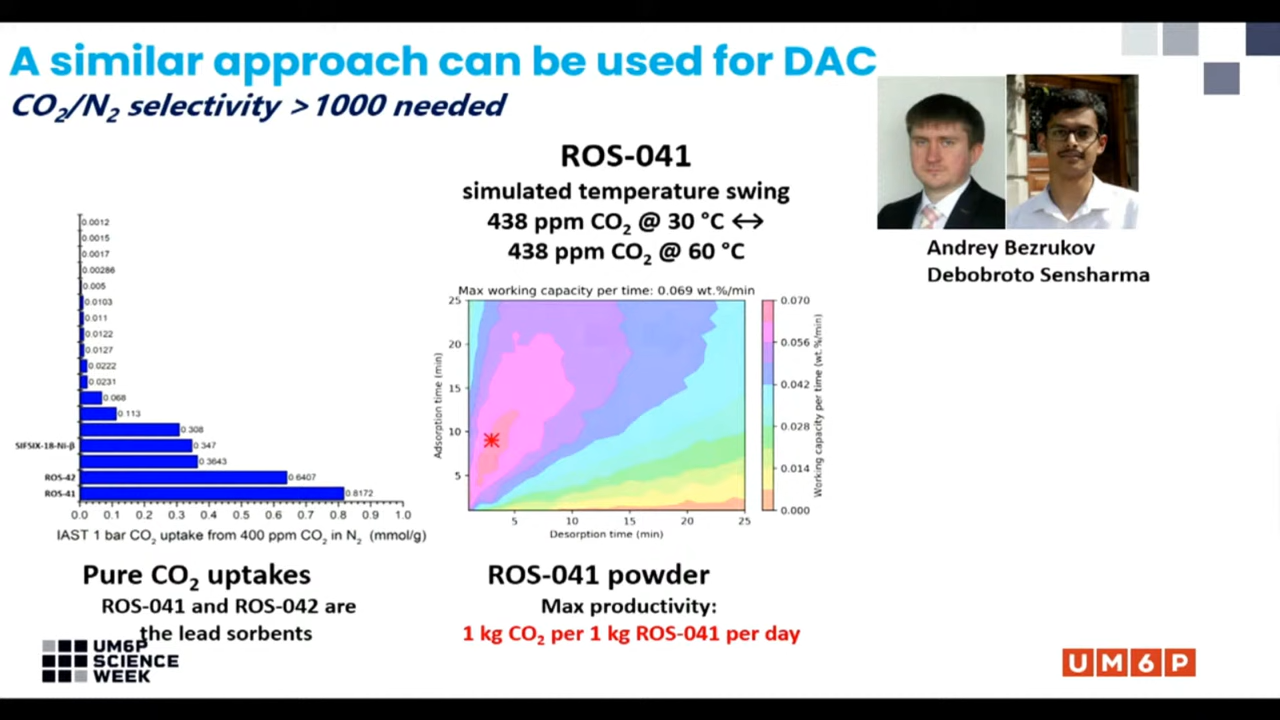 A similar approach can be used for DAC
CO₂/N₂ selectivity > 1000 needed
ROS-041
simulated temperature swing
438 ppm CO₂ @ 30 °C ↔
438 ppm CO₂ @ 60 °C
Andrey Bezrukov
Debobroto Sensharma
0.0012
0.0015
0.0017
0.00286
0.005
0.0103
0.011
0.0122
0.0127
0.0222
0.0231
0.068
0.113
0.308
SIFSIX-18-Ni-β 0.347
0.3643
ROS-42 0.6407
ROS-41 0.8172
0.0 0.1 0.2 0.3 0.4 0.5 0.6 0.7 0.8 0.9 1.0
IAST 1 bar CO₂ uptake from 400 ppm CO₂ in N₂ (mmol/g)
Max working capacity per time: 0.069 wt.%/min
25
20
15
10
5
Adsorption time (min)
5 10 15 20 25
Desorption time (min)
0.070
0.056
0.042
0.028
0.014
0.000
Working capacity per time (wt.%/min)
Pure CO₂ uptakes
ROS-041 and ROS-042 are
the lead sorbents
ROS-041 powder
Max productivity:
1 kg CO₂ per 1 kg ROS-041 per day
UM6P
SCIENCE
WEEK
UM6P